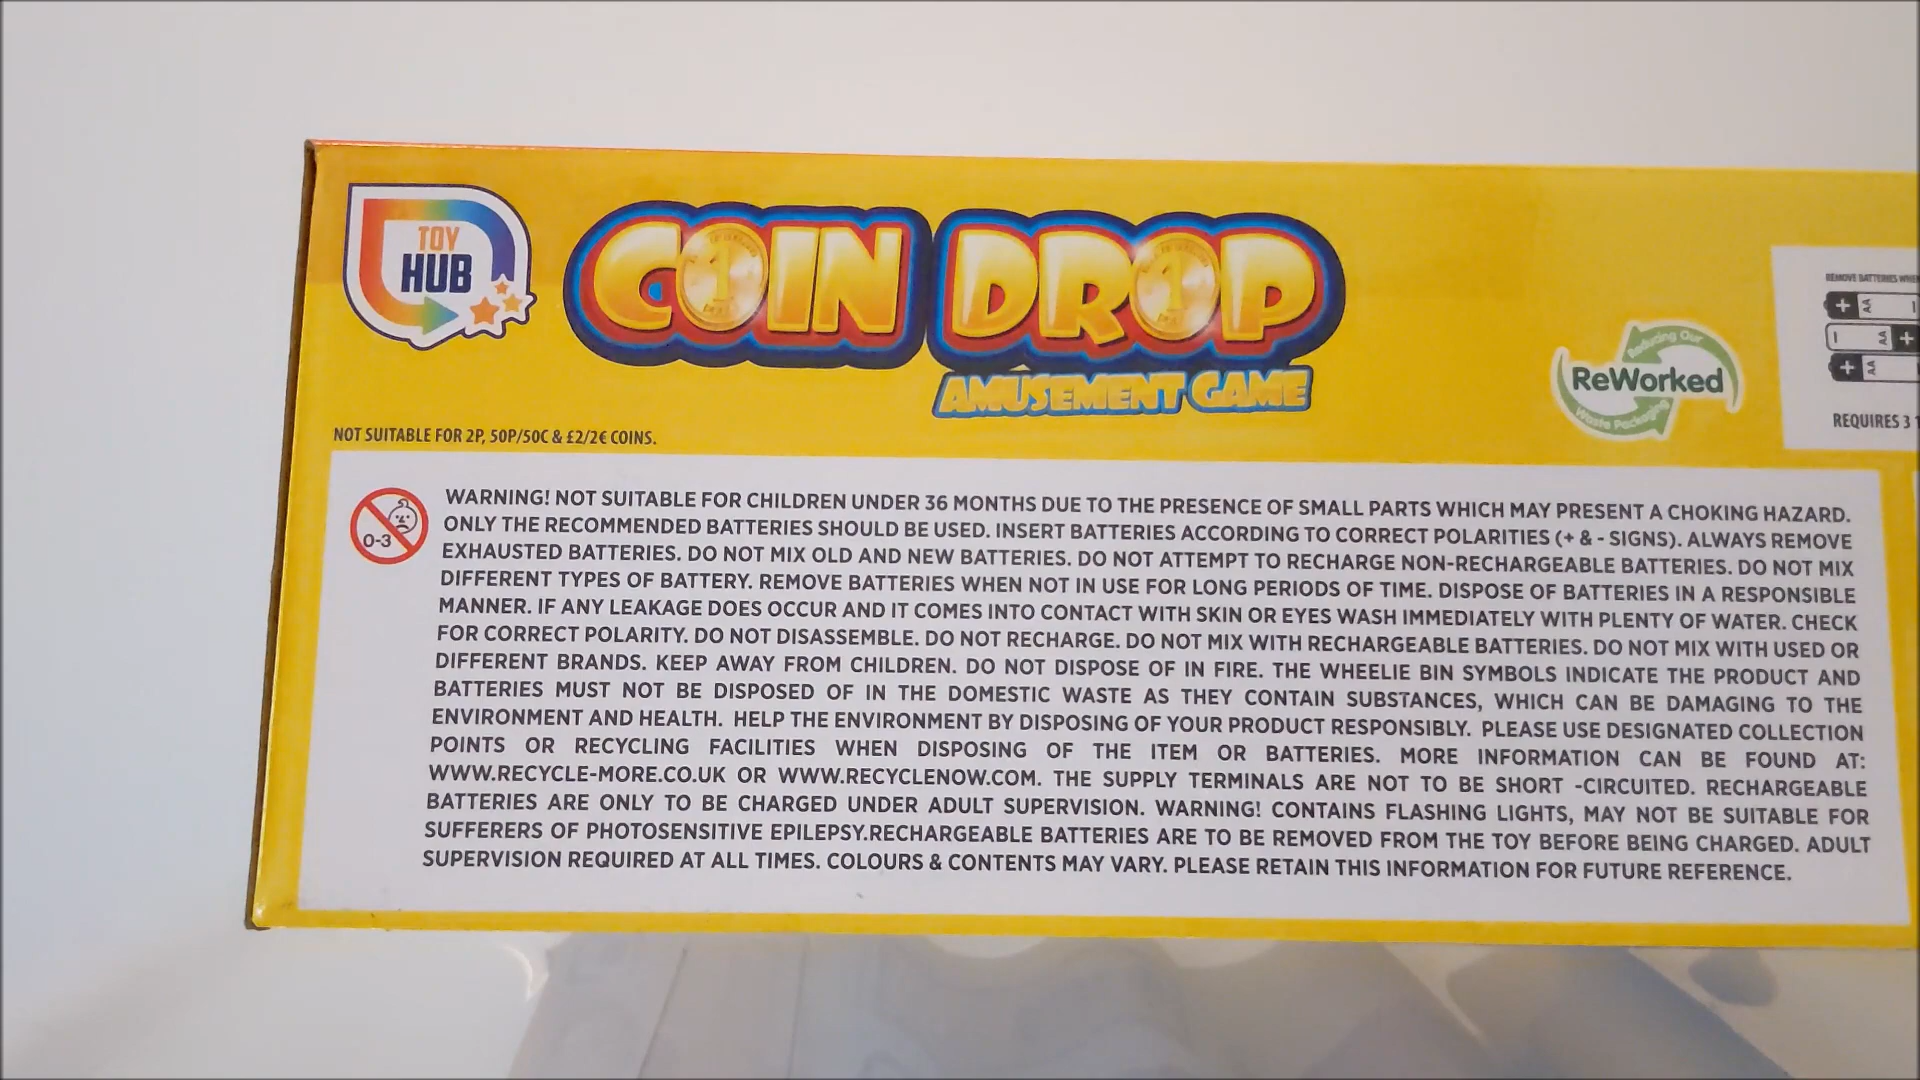 TOY
HUB
COIN DROP
AMUSEMENT GAME
Reducing Our
ReWorked
Waste Packaging
REMOVE BATTERIES
+ AA
AA +
+ AA
REQUIRES 3
NOT SUITABLE FOR 2P, 50P/50C & £2/2€ COINS.
0-3
WARNING! NOT SUITABLE FOR CHILDREN UNDER 36 MONTHS DUE TO THE PRESENCE OF SMALL PARTS WHICH MAY PRESENT A CHOKING HAZARD.
ONLY THE RECOMMENDED BATTERIES SHOULD BE USED. INSERT BATTERIES ACCORDING TO CORRECT POLARITIES (+ & - SIGNS). ALWAYS REMOVE
EXHAUSTED BATTERIES. DO NOT MIX OLD AND NEW BATTERIES. DO NOT ATTEMPT TO RECHARGE NON-RECHARGEABLE BATTERIES. DO NOT MIX
DIFFERENT TYPES OF BATTERY. REMOVE BATTERIES WHEN NOT IN USE FOR LONG PERIODS OF TIME. DISPOSE OF BATTERIES IN A RESPONSIBLE
MANNER. IF ANY LEAKAGE DOES OCCUR AND IT COMES INTO CONTACT WITH SKIN OR EYES WASH IMMEDIATELY WITH PLENTY OF WATER. CHECK
FOR CORRECT POLARITY. DO NOT DISASSEMBLE. DO NOT RECHARGE. DO NOT MIX WITH RECHARGEABLE BATTERIES. DO NOT MIX WITH USED OR
DIFFERENT BRANDS. KEEP AWAY FROM CHILDREN. DO NOT DISPOSE OF IN FIRE. THE WHEELIE BIN SYMBOLS INDICATE THE PRODUCT AND
BATTERIES MUST NOT BE DISPOSED OF IN THE DOMESTIC WASTE AS THEY CONTAIN SUBSTANCES, WHICH CAN BE DAMAGING TO THE
ENVIRONMENT AND HEALTH. HELP THE ENVIRONMENT BY DISPOSING OF YOUR PRODUCT RESPONSIBLY. PLEASE USE DESIGNATED COLLECTION
POINTS OR RECYCLING FACILITIES WHEN DISPOSING OF THE ITEM OR BATTERIES. MORE INFORMATION CAN BE FOUND AT:
WWW.RECYCLE-MORE.CO.UK OR WWW.RECYCLENOW.COM. THE SUPPLY TERMINALS ARE NOT TO BE SHORT -CIRCUITED. RECHARGEABLE
BATTERIES ARE ONLY TO BE CHARGED UNDER ADULT SUPERVISION. WARNING! CONTAINS FLASHING LIGHTS, MAY NOT BE SUITABLE FOR
SUFFERERS OF PHOTOSENSITIVE EPILEPSY.RECHARGEABLE BATTERIES ARE TO BE REMOVED FROM THE TOY BEFORE BEING CHARGED. ADULT
SUPERVISION REQUIRED AT ALL TIMES. COLOURS & CONTENTS MAY VARY. PLEASE RETAIN THIS INFORMATION FOR FUTURE REFERENCE.